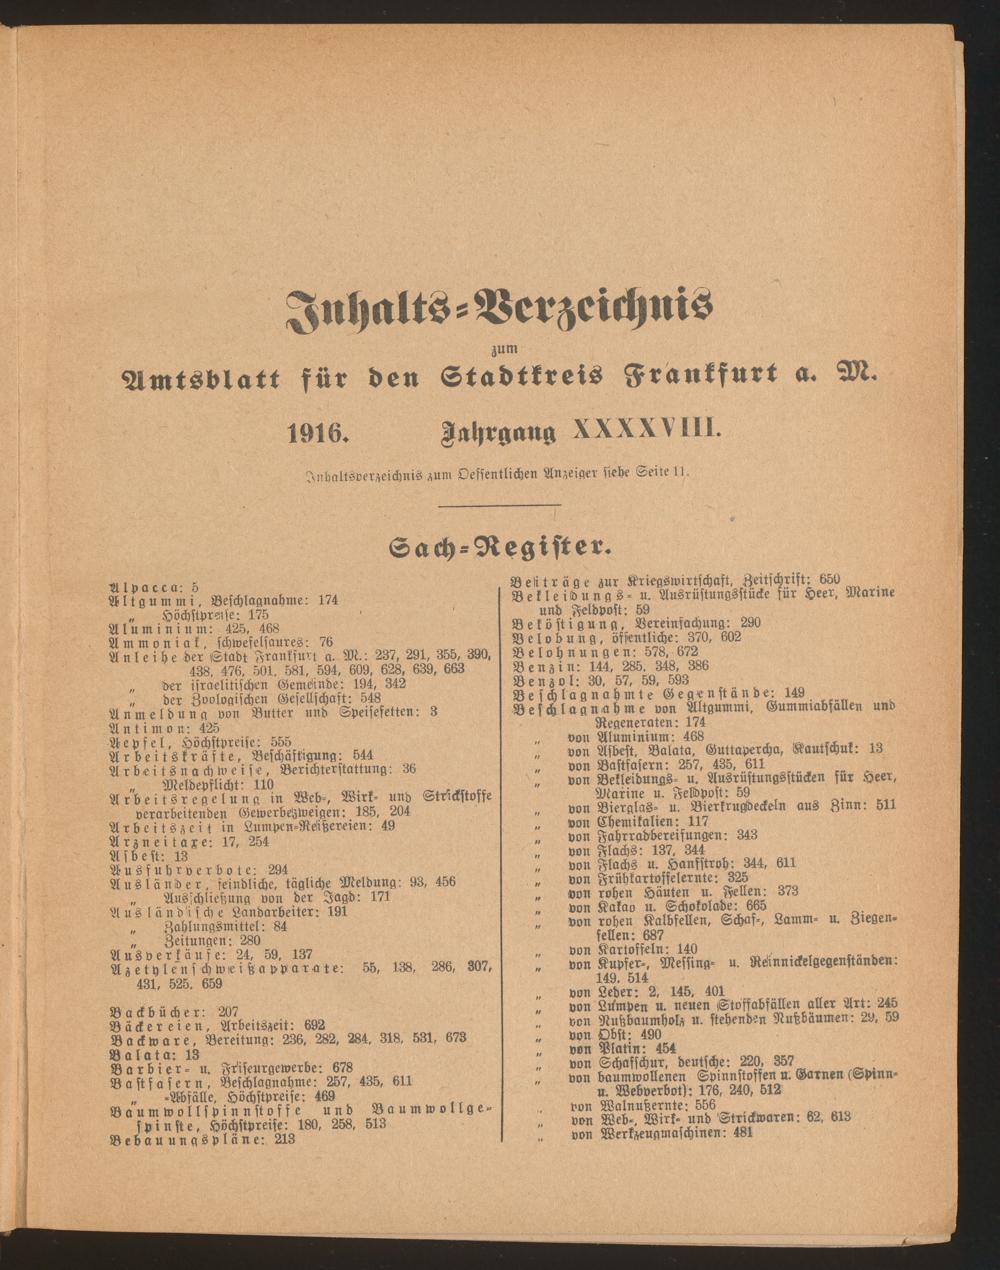 Inhalts-Verzeichnis
zum
Amtsblatt für den Stadtkreis Frankfurt a. M.
1916. Jahrgang XXXXVIII.
Inhaltsverzeichnis zum Oeffentlichen Anzeiger siehe Seite 11.
Sach-Register.
Alpacca: 5
Altgummi, Beschlagnahme: 174
„ Höchstpreise: 175
Aluminium: 425, 468
Ammoniak, schwefelsaures: 76
Anleihe der Stadt Frankfurt a. M.: 237, 291, 355, 390,
438, 476, 501, 581, 594, 609, 628, 639, 663
„ der israelitischen Gemeinde: 194, 342
„ der Zoologischen Gesellschaft: 548
Anmeldung von Butter und Speisefetten: 3
Antimon: 425
Aepfel, Höchstpreise: 555
Arbeitskräfte, Beschäftigung: 544
Arbeitsnachweise, Berichterstattung: 36
„ Meldepflicht: 110
Arbeitsregelung in Web-, Wirk- und Strickstoffe
verarbeitenden Gewerbezweigen: 185, 204
Arbeitszeit in Lumpen-Reißereien: 49
Arzneitaxe: 17, 254
Asbest: 13
Ausfuhrverbote: 294
Ausländer, feindliche, tägliche Meldung: 93, 456
„ Ausschließung von der Jagd: 171
Ausländische Landarbeiter: 191
„ Zahlungsmittel: 84
„ Zeitungen: 280
Ausverkäufe: 24, 59, 137
Azetylenschweißapparate: 55, 138, 286, 307,
431, 525, 659
Backbücher: 207
Bäckereien, Arbeitszeit: 692
Backware, Bereitung: 236, 282, 284, 318, 531, 673
Balata: 13
Barbier- u. Friseurgewerbe: 678
Bastfasern, Beschlagnahme: 257, 435, 611
„ -Abfälle, Höchstpreise: 469
Baumwollspinnstoffe und Baumwollge-
spinste, Höchstpreise: 180, 258, 513
Bebauungspläne: 213
Beiträge zur Kriegswirtschaft, Zeitschrift: 650
Bekleidungs- u. Ausrüstungsstücke für Heer, Marine
und Feldpost: 59
Beköstigung, Vereinfachung: 290
Belobung, öffentliche: 370, 602
Belohnungen: 578, 672
Benzin: 144, 285, 348, 386
Benzol: 30, 57, 59, 593
Beschlagnahmte Gegenstände: 149
Beschlagnahme von Altgummi, Gummiabfällen und
Regeneraten: 174
„ von Aluminium: 468
„ von Asbest, Balata, Guttapercha, Kautschuk: 13
„ von Bastfasern: 257, 435, 611
„ von Bekleidungs- u. Ausrüstungsstücken für Heer,
Marine u. Feldpost: 59
„ von Bierglas- u. Bierkrugdeckeln aus Zinn: 511
„ von Chemikalien: 117
„ von Fahrradbereifungen: 343
„ von Flachs: 137, 344
„ von Flachs u. Hanfstroh: 344, 611
„ von Frühkartoffelernte: 325
„ von rohen Häuten u. Fellen: 373
„ von Kakao u. Schokolade: 665
„ von rohen Kalbfellen, Schaf-, Lamm- u. Ziegen-
fellen: 687
„ von Kartoffeln: 140
„ von Kupfer-, Messing- u. Reinnickelgegenständen:
149, 514
„ von Leder: 2, 145, 401
„ von Lumpen u. neuen Stoffabfällen aller Art: 245
„ von Nußbaumholz u. stehenden Nußbäumen: 29, 59
„ von Obst: 490
„ von Platin: 454
„ von Schafschur, deutsche: 220, 357
„ von baumwollenen Spinnstoffen u. Garnen (Spinn-
u. Webverbot): 176, 240, 512
„ von Walnußernte: 556
„ von Web-, Wirk- und Strickwaren: 62, 613
„ von Werkzeugmaschinen: 481